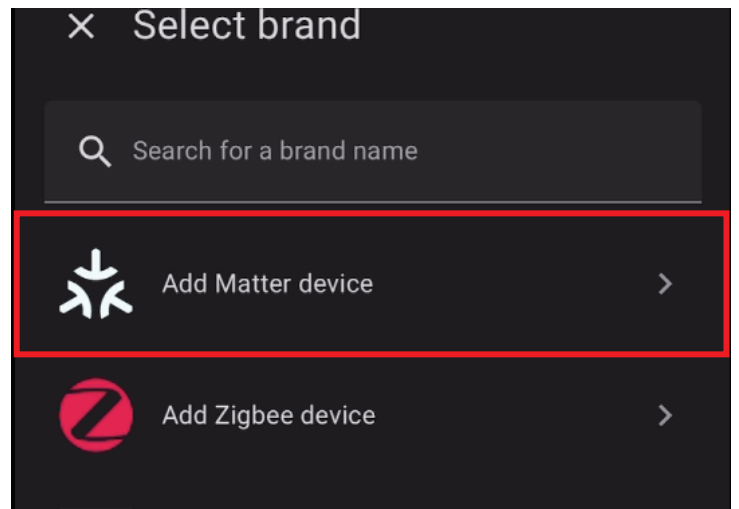 Select brand
Search for a brand name
Add Matter device
Add Zigbee device